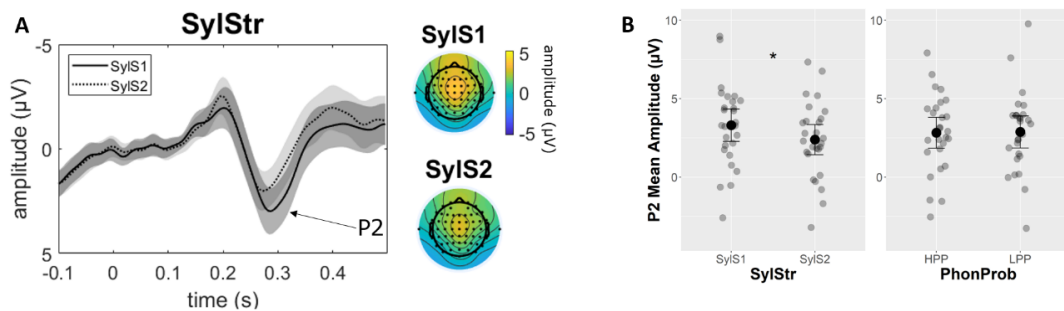 A
SylStr
SylS1
SylS2
P2
amplitude (µV)
-5
0
5
-0.1
0
0.1
0.2
0.3
0.4
time (s)
SylS1
SylS2
5
0
-5
amplitude (µV)
B
P2 Mean Amplitude (µV)
10
5
0
*
SylS1
SylS2
SylStr
10
5
0
HPP
LPP
PhonProb